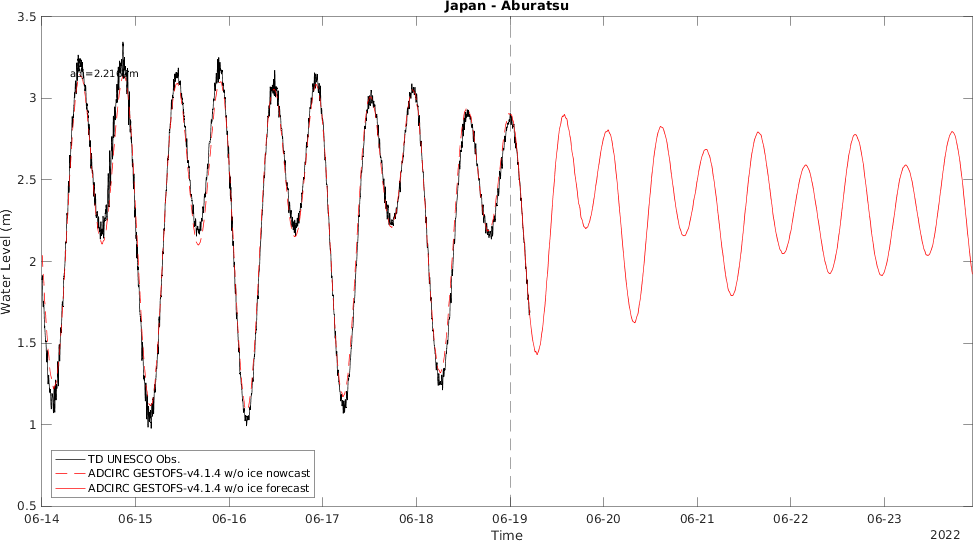 Japan - Aburatsu
3.5
3
2.5
2
1.5
1
0.5
Water Level (m)
TD UNESCO Obs.
ADCIRC GESTOFS-v4.1.4 w/o ice nowcast
ADCIRC GESTOFS-v4.1.4 w/o ice forecast
06-14 06-15 06-16 06-17 06-18 06-19 06-20 06-21 06-22 06-23
Time
2022